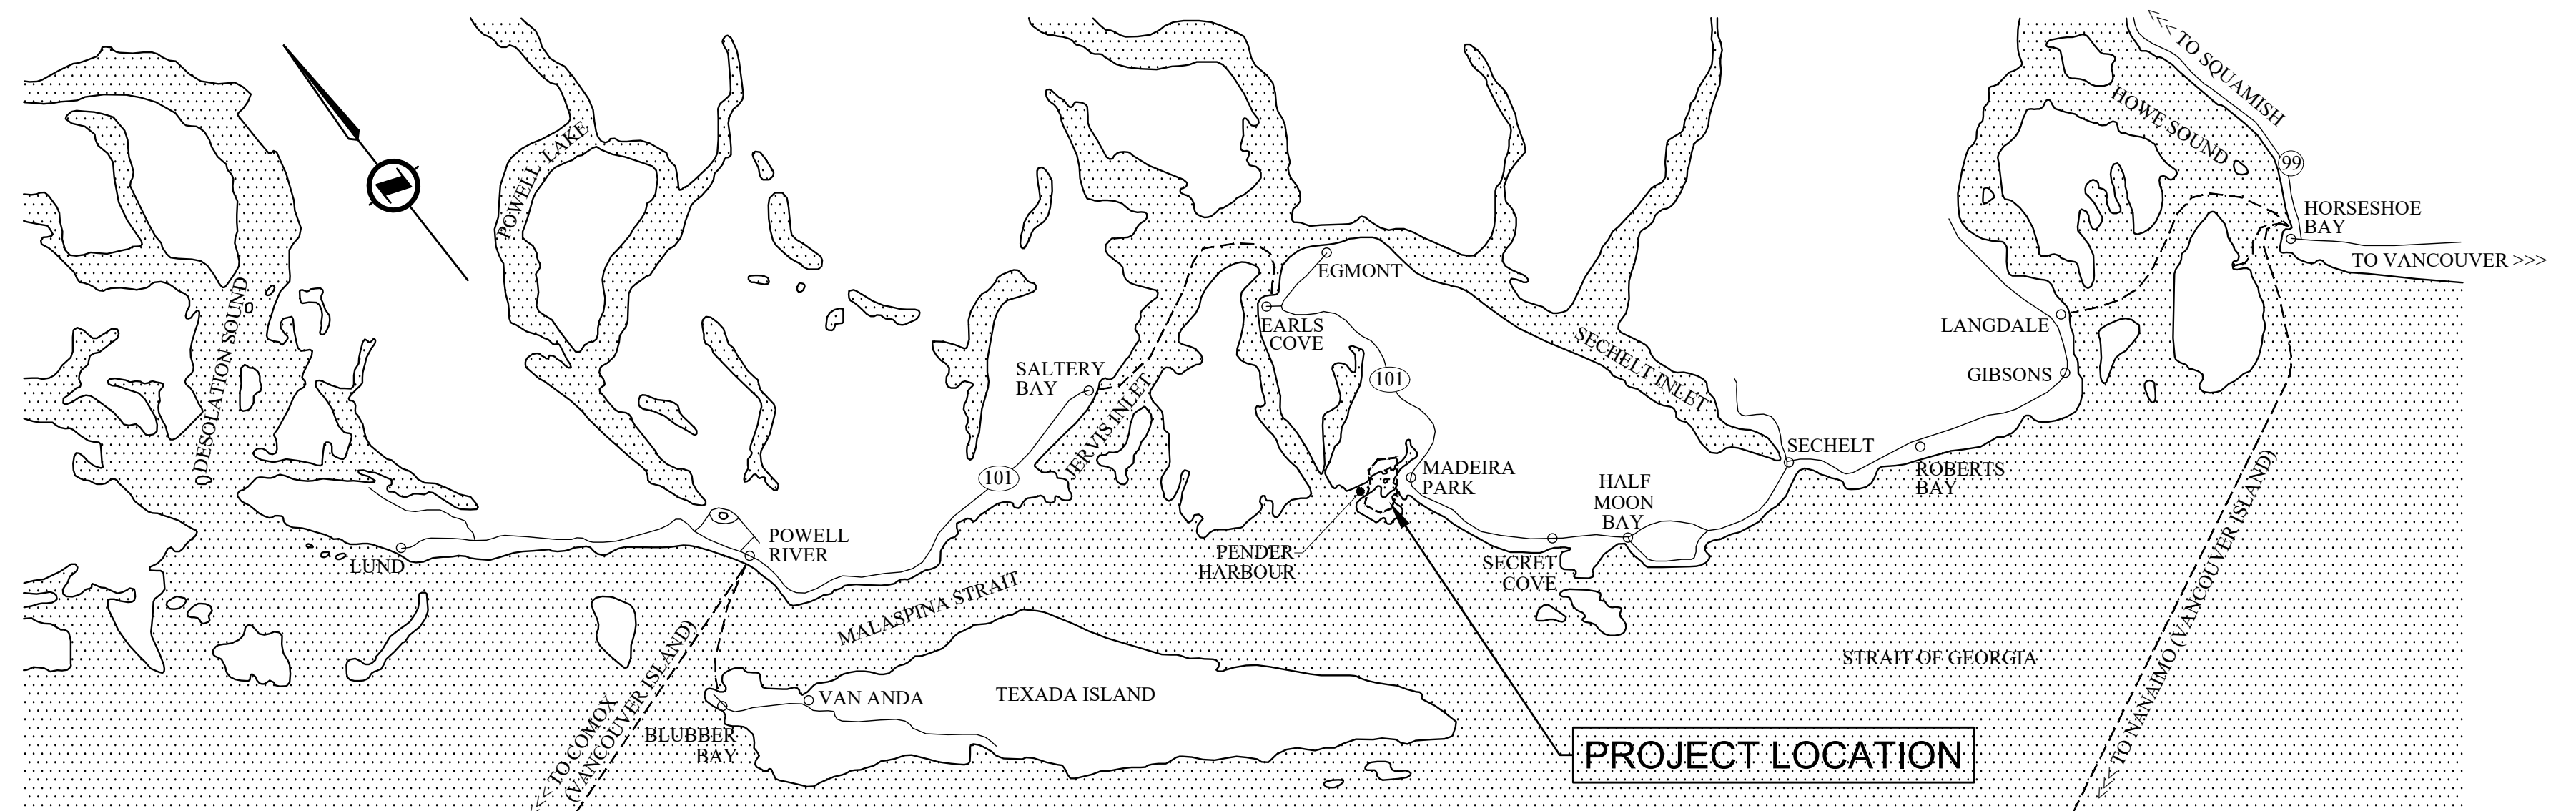 <<< TO SQUAMISH
HOWE SOUND
99
HORSESHOE
BAY
TO VANCOUVER >>>
POWELL LAKE
DESOLATION SOUND
EGMONT
EARLS
COVE
SALTERY
BAY
JERVIS INLET
101
101
SECHELT INLET
LANGDALE
GIBSONS
SECHELT
ROBERTS
BAY
MADEIRA
PARK
HALF
MOON
BAY
SECRET
COVE
PENDER
HARBOUR
POWELL
RIVER
LUND
MALASPINA STRAIT
STRAIT OF GEORGIA
VAN ANDA
TEXADA ISLAND
BLUBBER
BAY
<<< TO COMOX
(VANCOUVER ISLAND)
<<< TO NANAIMO (VANCOUVER ISLAND)
PROJECT LOCATION